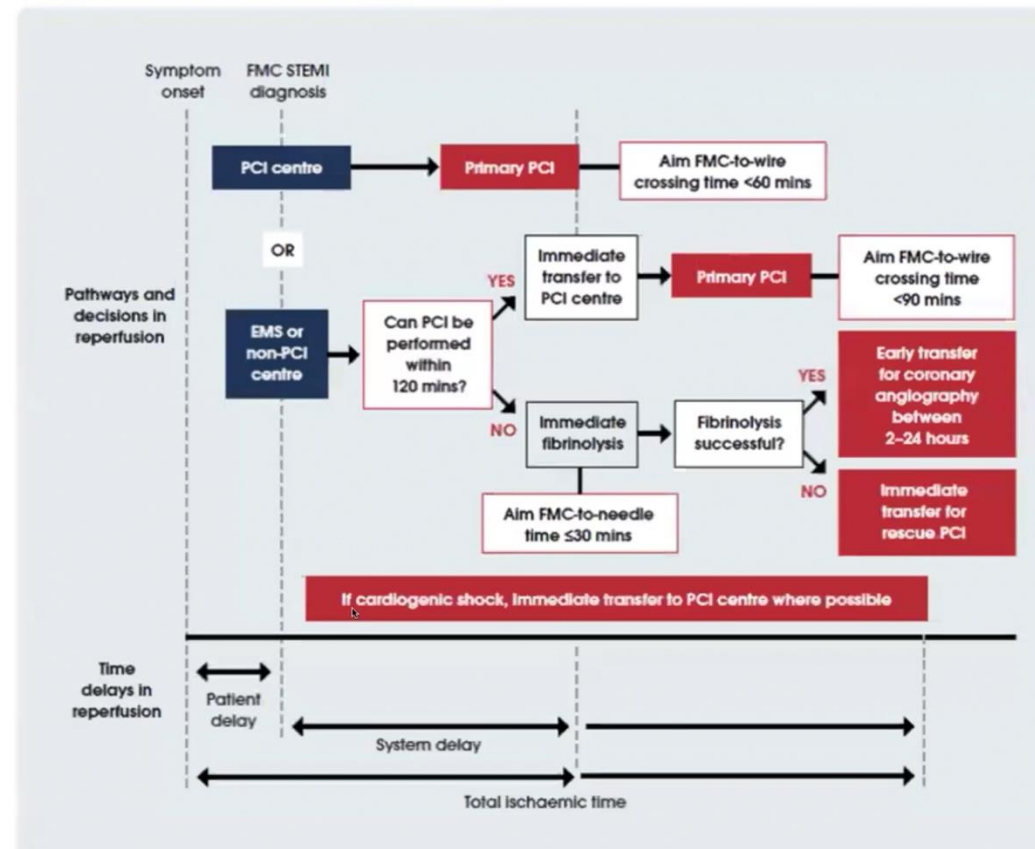 Symptom
onset
FMC STEMI
diagnosis
PCI centre
Primary PCI
Aim FMC-to-wire
crossing time <60 mins
OR
Pathways and
decisions in
reperfusion
EMS or
non-PCI
centre
Can PCI be
performed
within
120 mins?
YES
Immediate
transfer to
PCI centre
Primary PCI
Aim FMC-to-wire
crossing time
<90 mins
NO
Immediate
fibrinolysis
Aim FMC-to-needle
time ≤30 mins
Fibrinolysis
successful?
YES
Early transfer
for coronary
angiography
between
2–24 hours
NO
Immediate
transfer for
rescue PCI
If cardiogenic shock, immediate transfer to PCI centre where possible
Time
delays in
reperfusion
Patient
delay
System delay
Total ischaemic time